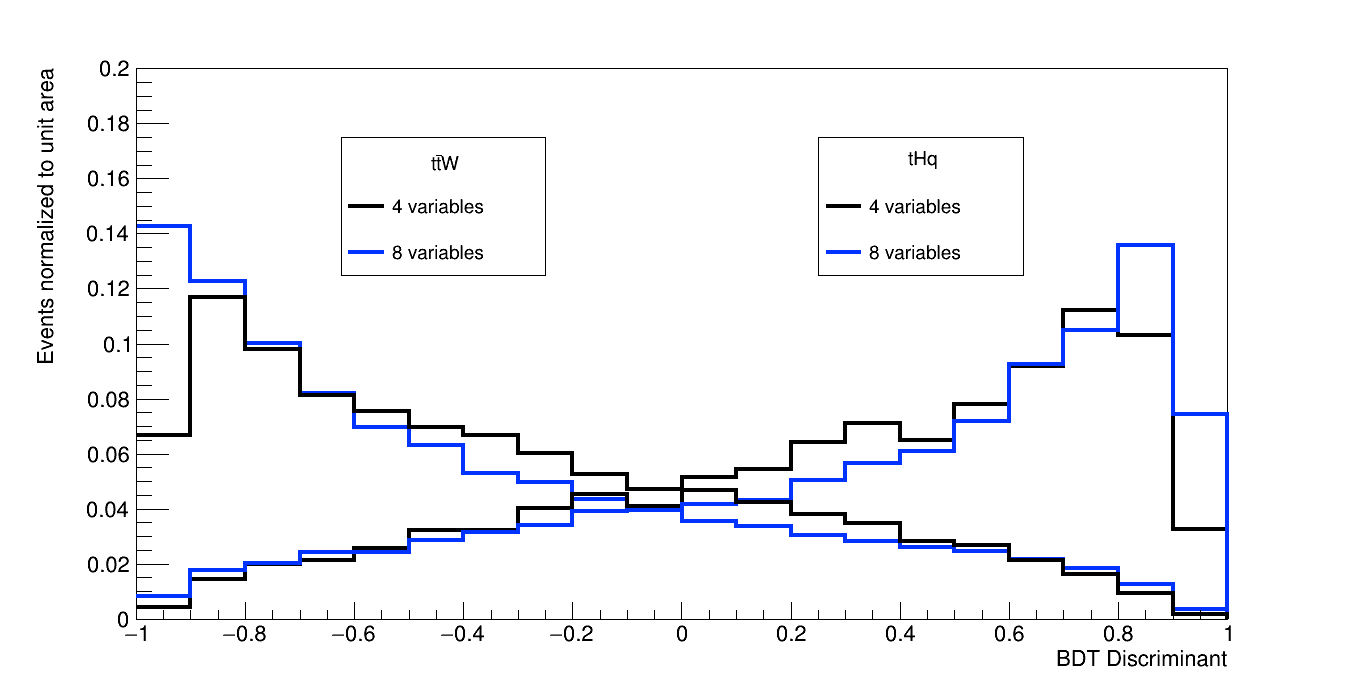 Events normalized to unit area
0.2
0.18
0.16
0.14
0.12
0.1
0.08
0.06
0.04
0.02
0
tt̄W
4 variables
8 variables
tHq
4 variables
8 variables
−1 −0.8 −0.6 −0.4 −0.2 0 0.2 0.4 0.6 0.8 1
BDT Discriminant